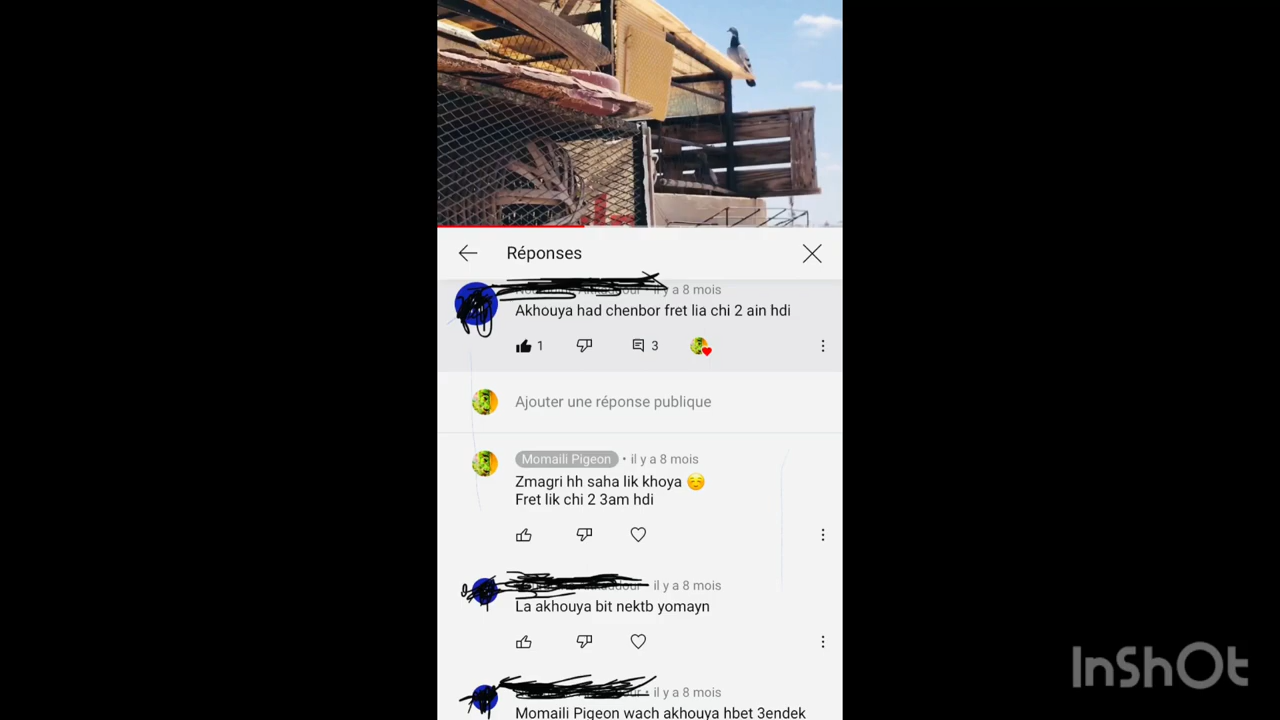 Réponses
il y a 8 mois
Akhouya had chenbor fret lia chi 2 ain hdi
1
3
Ajouter une réponse publique
Momaili Pigeon • il y a 8 mois
Zmagri hh saha lik khoya ☺️
Fret lik chi 2 3am hdi
• il y a 8 mois
La akhouya bit nektb yomayn
• il y a 8 mois
Momaili Pigeon wach akhouya hbet 3endek
InShOt